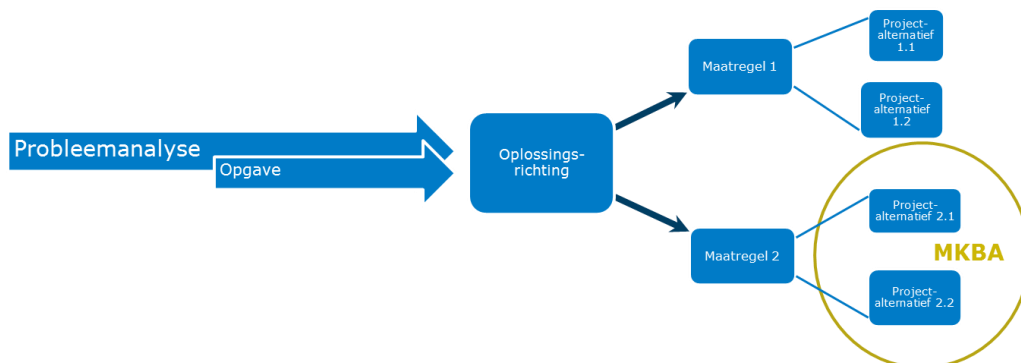 Probleemanalyse
Opgave
Oplossings-
richting
Maatregel 1
Project-
alternatief
1.1
Project-
alternatief
1.2
Maatregel 2
Project-
alternatief 2.1
MKBA
Project-
alternatief 2.2